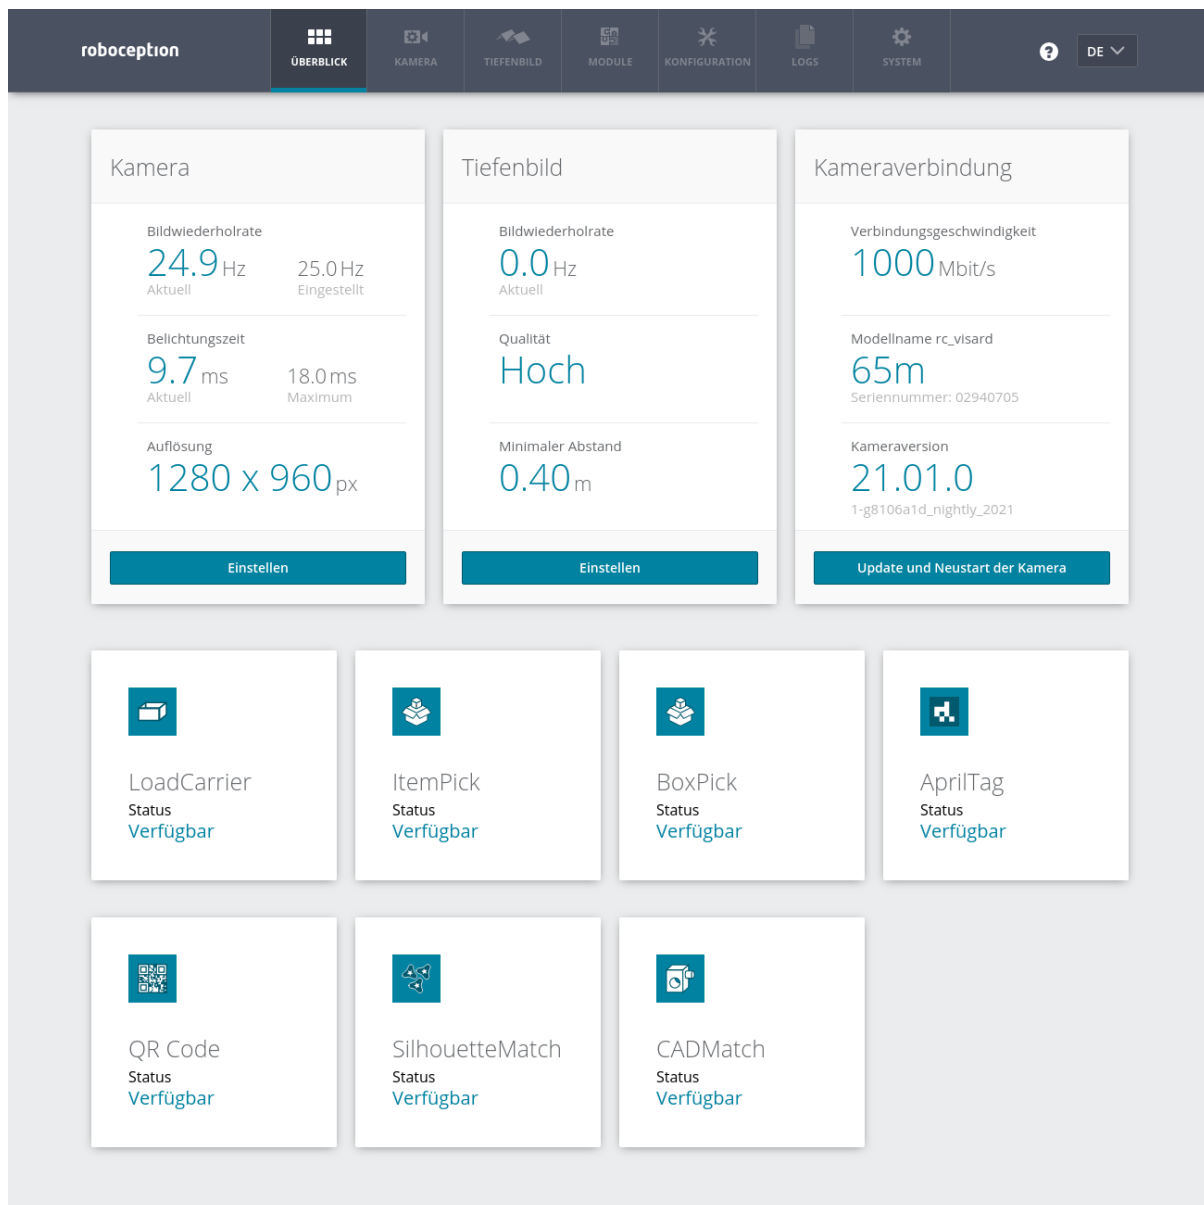 roboception
ÜBERBLICK
KAMERA
TIEFENBILD
MODULE
KONFIGURATION
LOGS
SYSTEM
?
DE
Kamera
Bildwiederholrate
24.9 Hz 25.0 Hz
Aktuell Eingestellt
Belichtungszeit
9.7 ms 18.0 ms
Aktuell Maximum
Auflösung
1280 x 960 px
Einstellen
Tiefenbild
Bildwiederholrate
0.0 Hz
Aktuell
Qualität
Hoch
Minimaler Abstand
0.40 m
Einstellen
Kameraverbindung
Verbindungsgeschwindigkeit
1000 Mbit/s
Modellname rc_visard
65m
Seriennummer: 02940705
Kameraversion
21.01.0
1-g8106a1d_nightly_2021
Update und Neustart der Kamera
LoadCarrier
Status
Verfügbar
ItemPick
Status
Verfügbar
BoxPick
Status
Verfügbar
AprilTag
Status
Verfügbar
QR Code
Status
Verfügbar
SilhouetteMatch
Status
Verfügbar
CADMatch
Status
Verfügbar